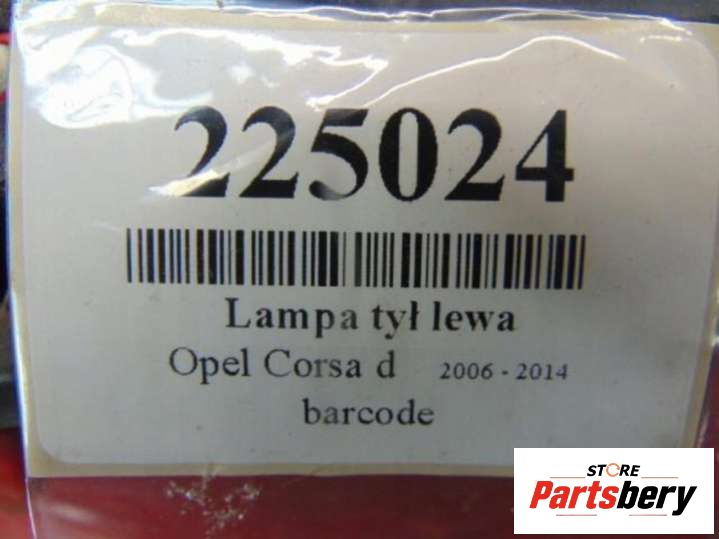 225024
Lampa tył lewa
Opel Corsa d 2006 - 2014
barcode
STORE
Partsbery